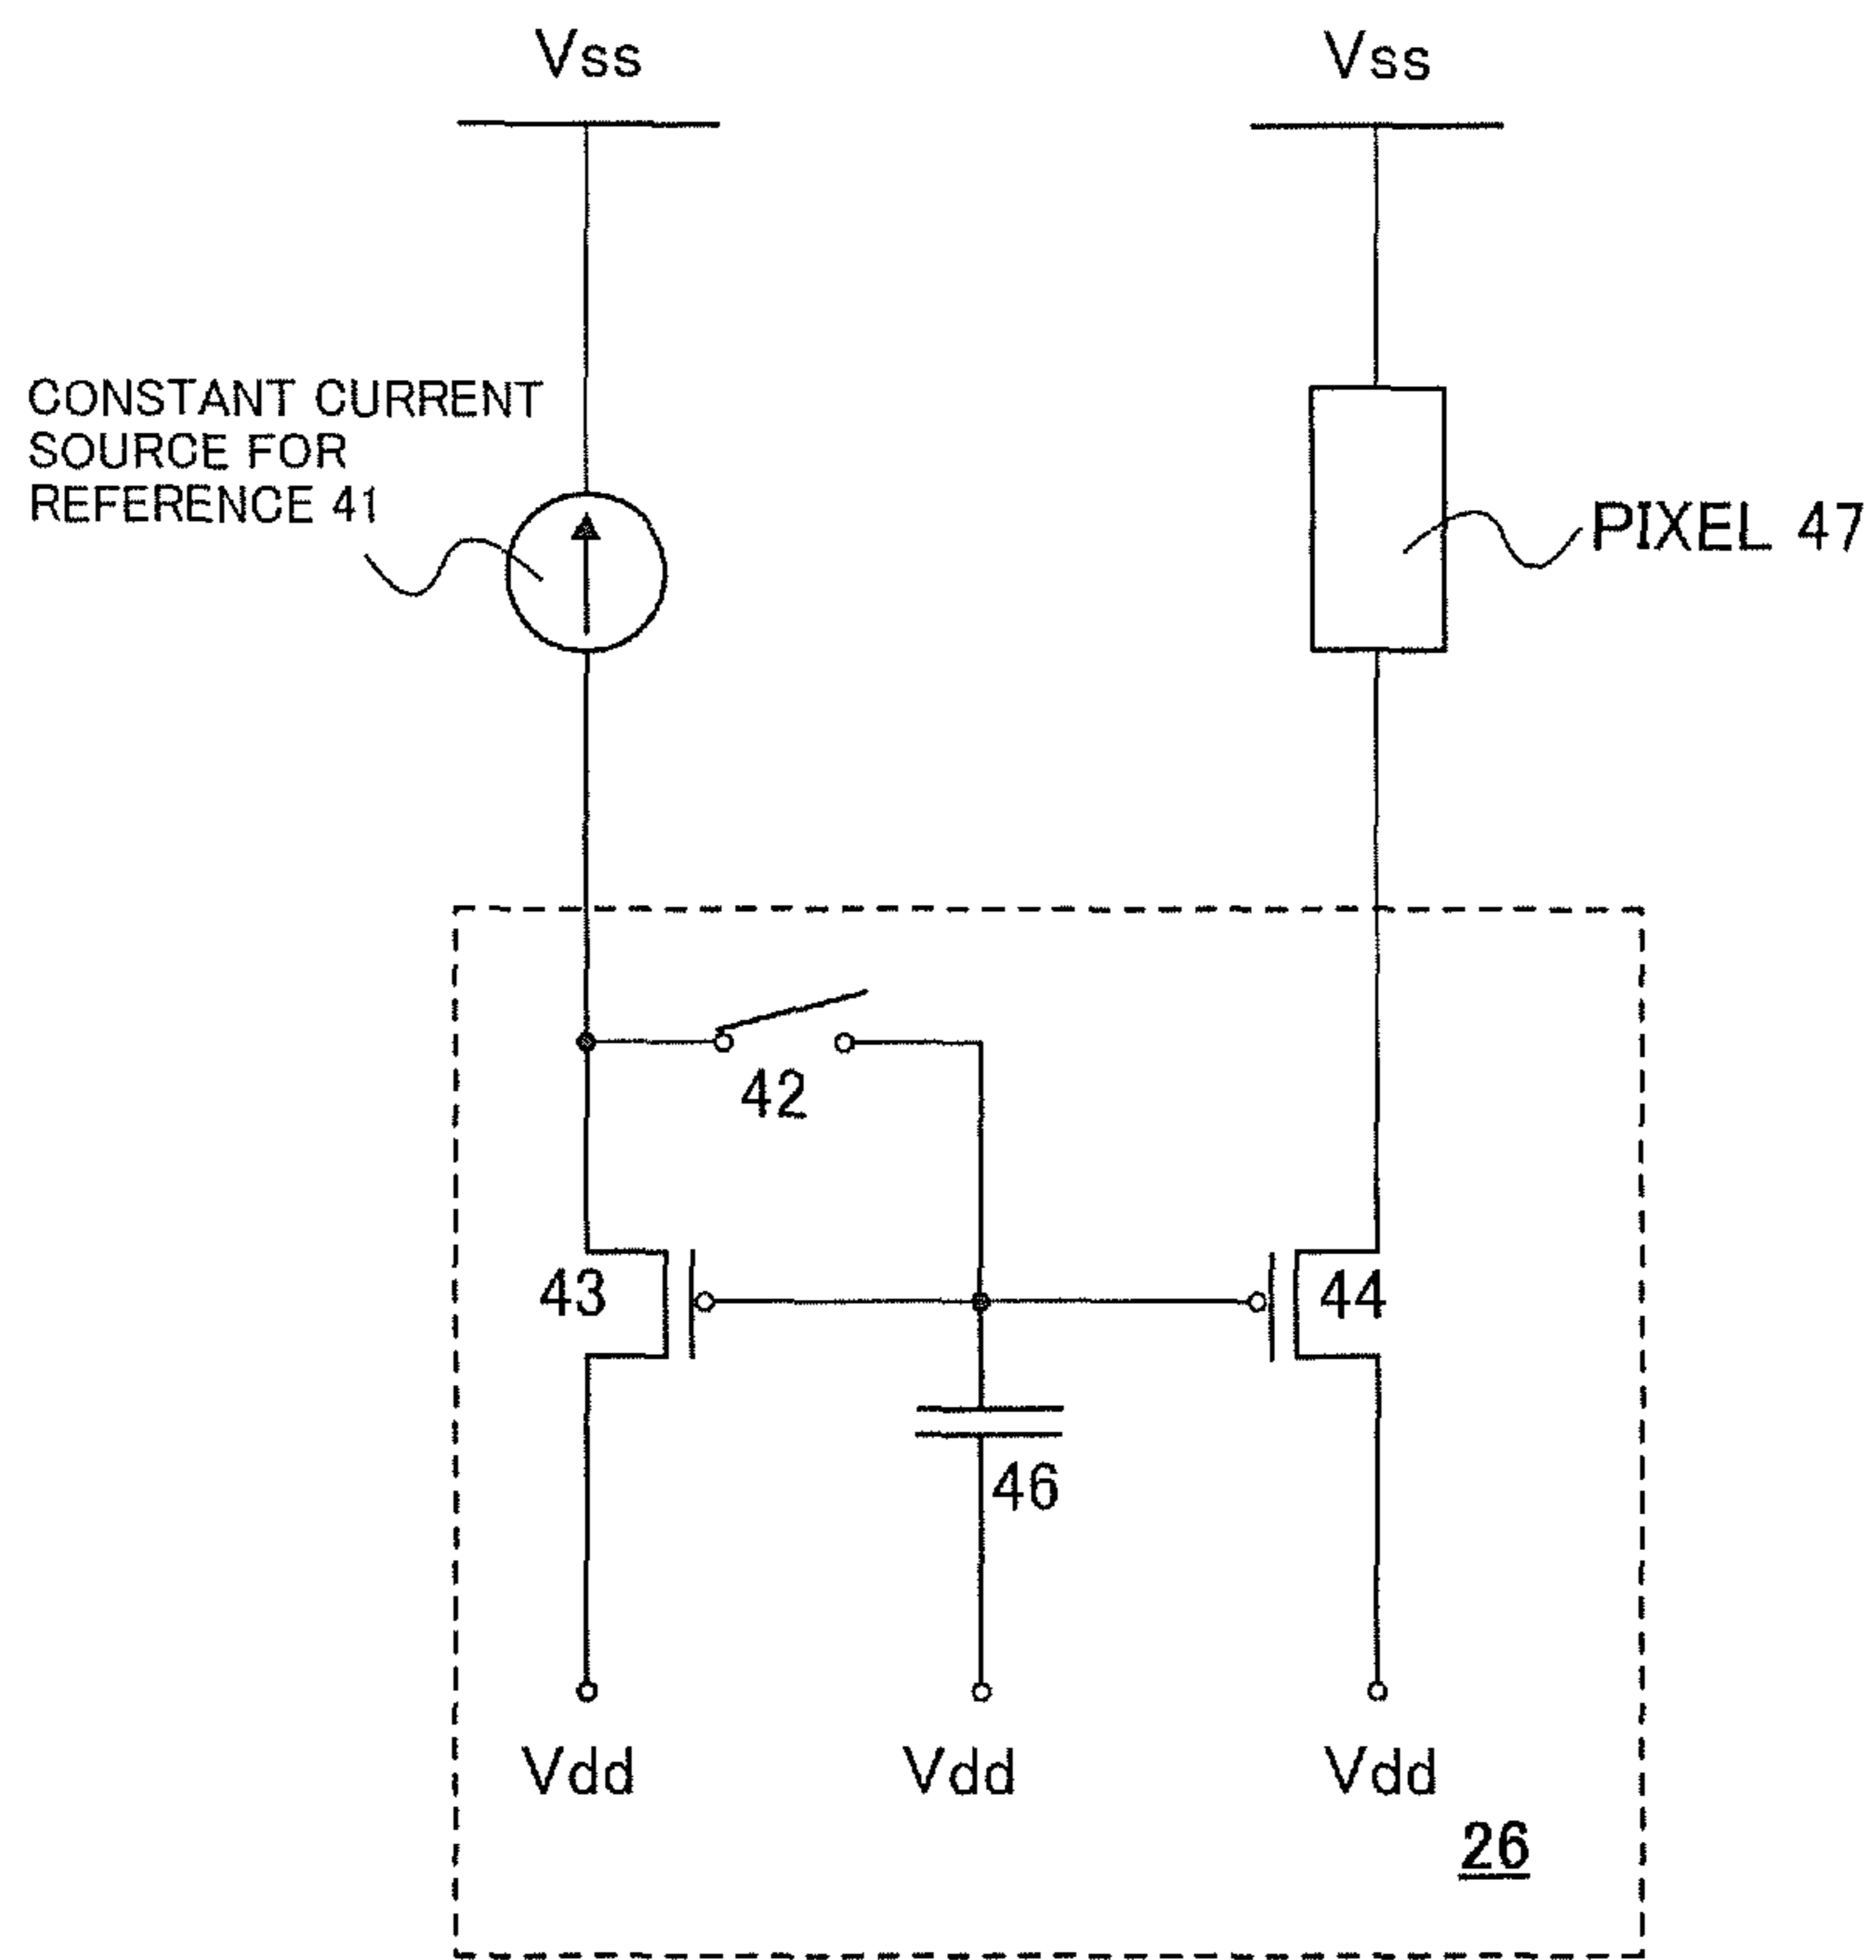 Vss
Vss
CONSTANT CURRENT
SOURCE FOR
REFERENCE 41
PIXEL 47
42
43
44
46
Vdd
Vdd
Vdd
26